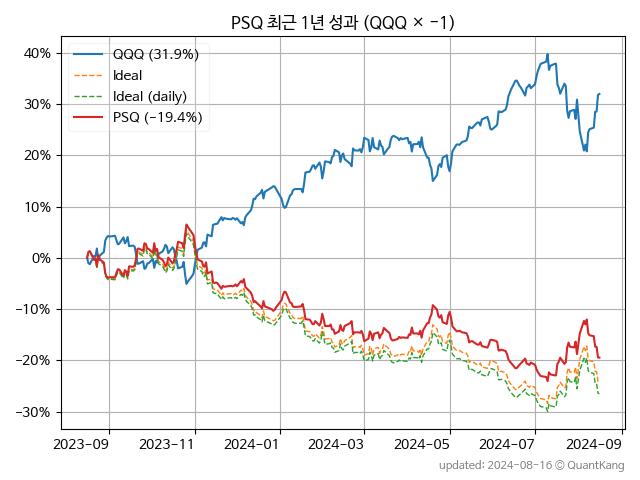 PSQ 최근 1년 성과 (QQQ × −1)
QQQ (31.9%)
Ideal
Ideal (daily)
PSQ (−19.4%)
40%
30%
20%
10%
0%
−10%
−20%
−30%
2023−09
2023−11
2024−01
2024−03
2024−05
2024−07
2024−09
updated: 2024−08−16 ⓒ QuantKang